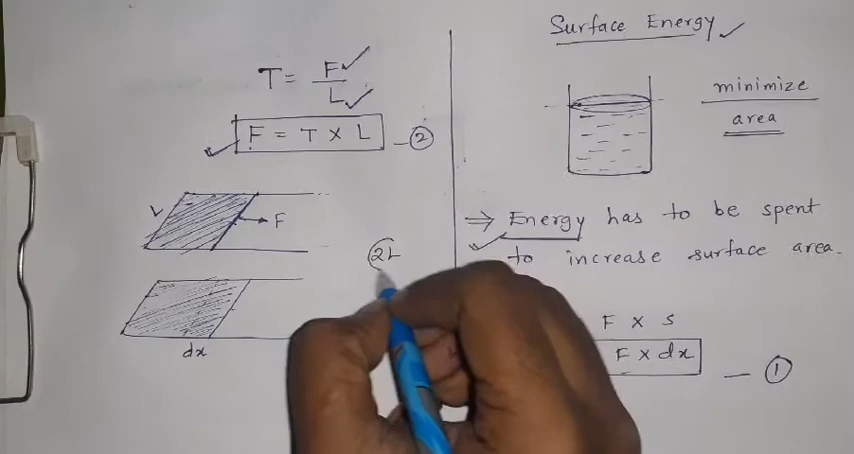 T = F / L
F = T X L — ②
F
2L
dx
Surface Energy
minimize
area
⇒ Energy has to be spent
to increase surface area.
F X S
F X dx — ①